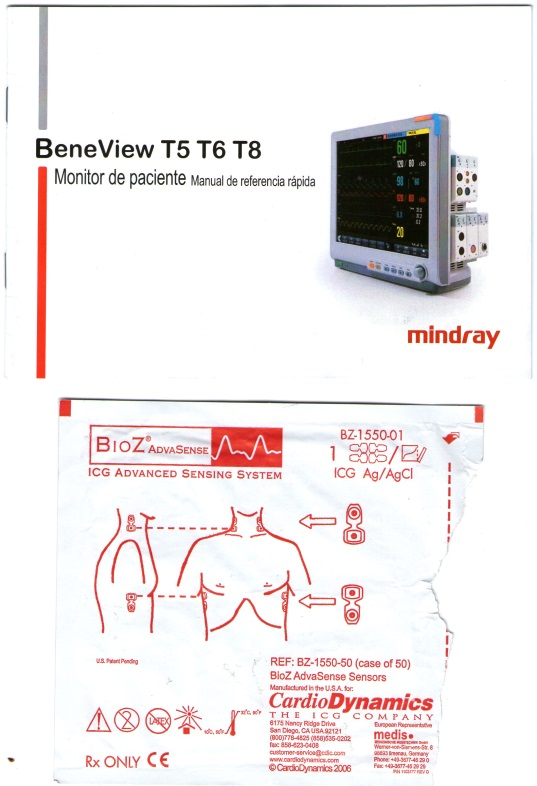 BeneView T5 T6 T8
Monitor de paciente Manual de referencia rápida
60
120 / 80
98
120 80
20
mindray
BIOZ® ADVASENSE
ICG ADVANCED SENSING SYSTEM
BZ-1550-01
1 /
ICG Ag/AgCl
U.S. Patent Pending
REF: BZ-1550-50 (case of 50)
BioZ AdvaSense Sensors
Manufactured in the U.S.A. for:
CardioDynamics
THE ICG COMPANY
6175 Nancy Ridge Drive
San Diego, CA USA 92121
(800)778-4825 (858)535-0202
fax: 858-623-0408
customer-service@cdic.com
www.cardiodynamics.com
© CardioDynamics 2006
European Representative
medis.
Werner-von-Siemens-Str. 8
98693 Ilmenau, Germany
Phone: +49-3677-46 29 0
Fax: +49-3677-46 29 29
LATEX
Rx ONLY CE